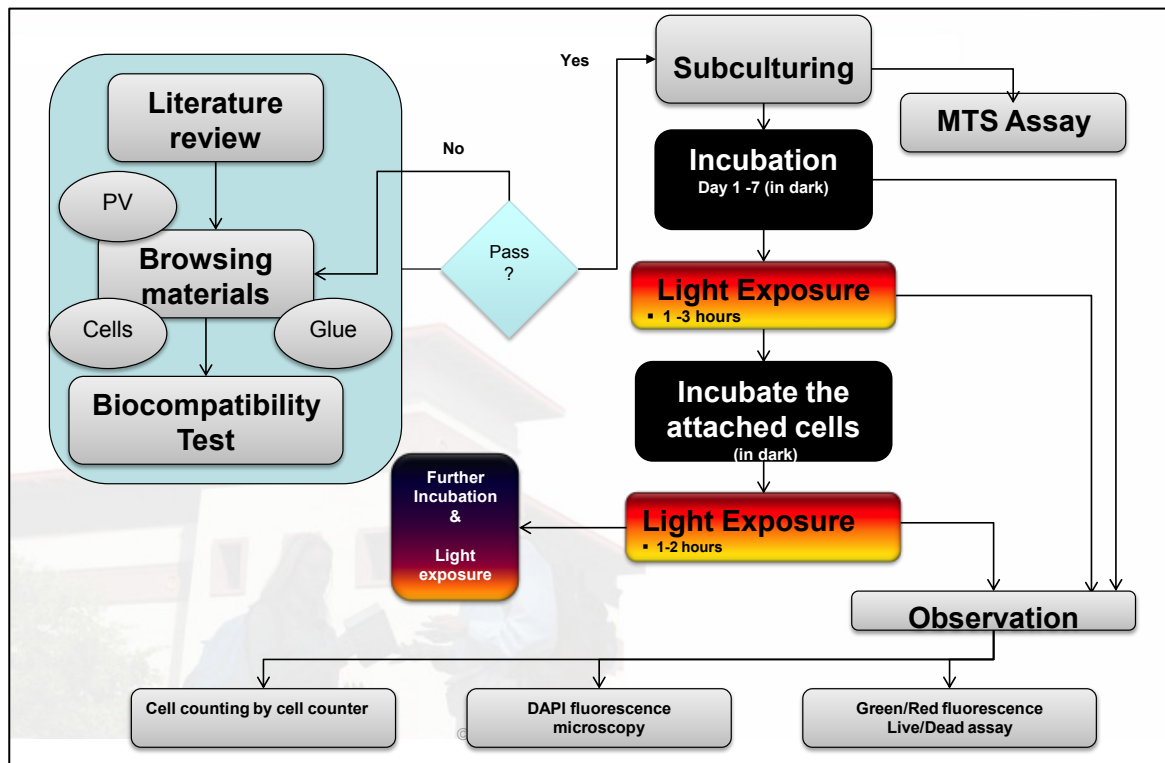 Literature
review
PV
Browsing
materials
Cells
Glue
Biocompatibility
Test
No
Pass
?
Yes
Subculturing
MTS Assay
Incubation
Day 1 -7 (in dark)
Light Exposure
▪ 1 -3 hours
Incubate the
attached cells
(in dark)
Light Exposure
▪ 1-2 hours
Further
Incubation
&
Light
exposure
Observation
Cell counting by cell counter
DAPI fluorescence
microscopy
Green/Red fluorescence
Live/Dead assay
©